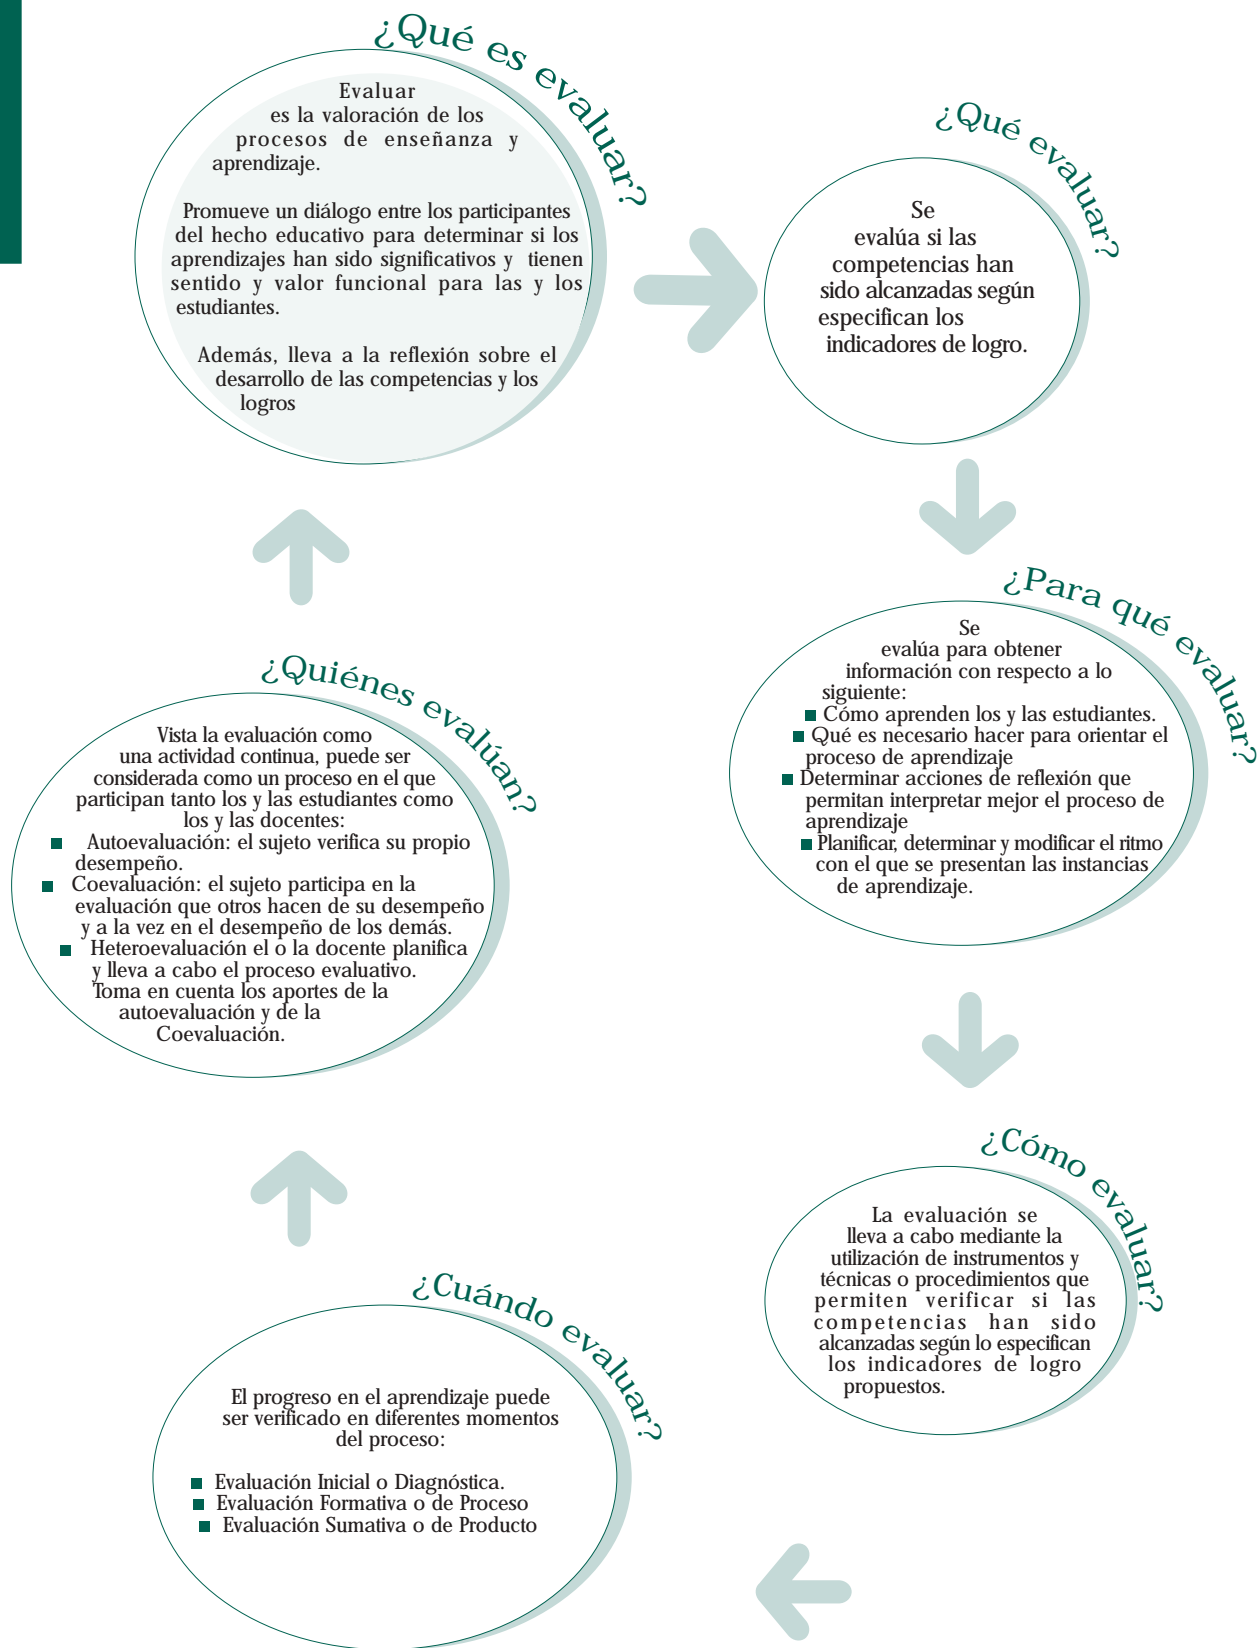 ¿Qué es evaluar?
Evaluar
es la valoración de los
procesos de enseñanza y
aprendizaje.
Promueve un diálogo entre los participantes
del hecho educativo para determinar si los
aprendizajes han sido significativos y tienen
sentido y valor funcional para las y los
estudiantes.
Además, lleva a la reflexión sobre el
desarrollo de las competencias y los
logros
¿Qué evaluar?
Se
evalúa si las
competencias han
sido alcanzadas según
especifican los
indicadores de logro.
¿Para qué evaluar?
Se
evalúa para obtener
información con respecto a lo
siguiente:
Cómo aprenden los y las estudiantes.
Qué es necesario hacer para orientar el
proceso de aprendizaje
Determinar acciones de reflexión que
permitan interpretar mejor el proceso de
aprendizaje
Planificar, determinar y modificar el ritmo
con el que se presentan las instancias
de aprendizaje.
¿Cómo evaluar?
La evaluación se
lleva a cabo mediante la
utilización de instrumentos y
técnicas o procedimientos que
permiten verificar si las
competencias han sido
alcanzadas según lo especifican
los indicadores de logro
propuestos.
¿Cuándo evaluar?
El progreso en el aprendizaje puede
ser verificado en diferentes momentos
del proceso:
Evaluación Inicial o Diagnóstica.
Evaluación Formativa o de Proceso
Evaluación Sumativa o de Producto
¿Quiénes evalúan?
Vista la evaluación como
una actividad continua, puede ser
considerada como un proceso en el que
participan tanto los y las estudiantes como
los y las docentes:
Autoevaluación: el sujeto verifica su propio
desempeño.
Coevaluación: el sujeto participa en la
evaluación que otros hacen de su desempeño
y a la vez en el desempeño de los demás.
Heteroevaluación el o la docente planifica
y lleva a cabo el proceso evaluativo.
Toma en cuenta los aportes de la
autoevaluación y de la
Coevaluación.